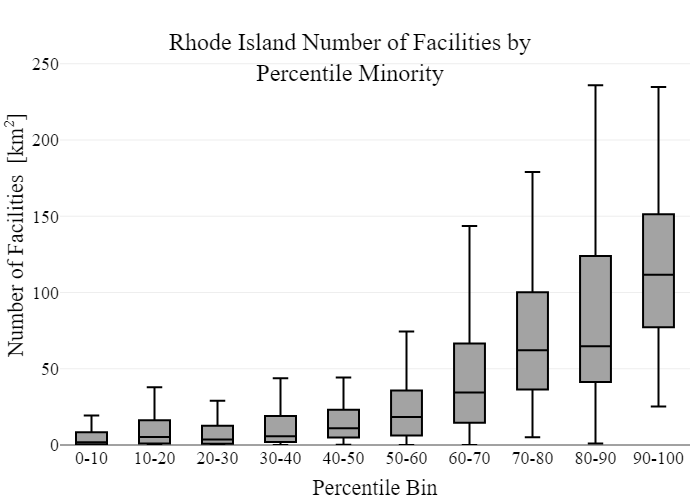 Rhode Island Number of Facilities by
Percentile Minority
Number of Facilities [km²]
250
200
150
100
50
0
0-10 10-20 20-30 30-40 40-50 50-60 60-70 70-80 80-90 90-100
Percentile Bin